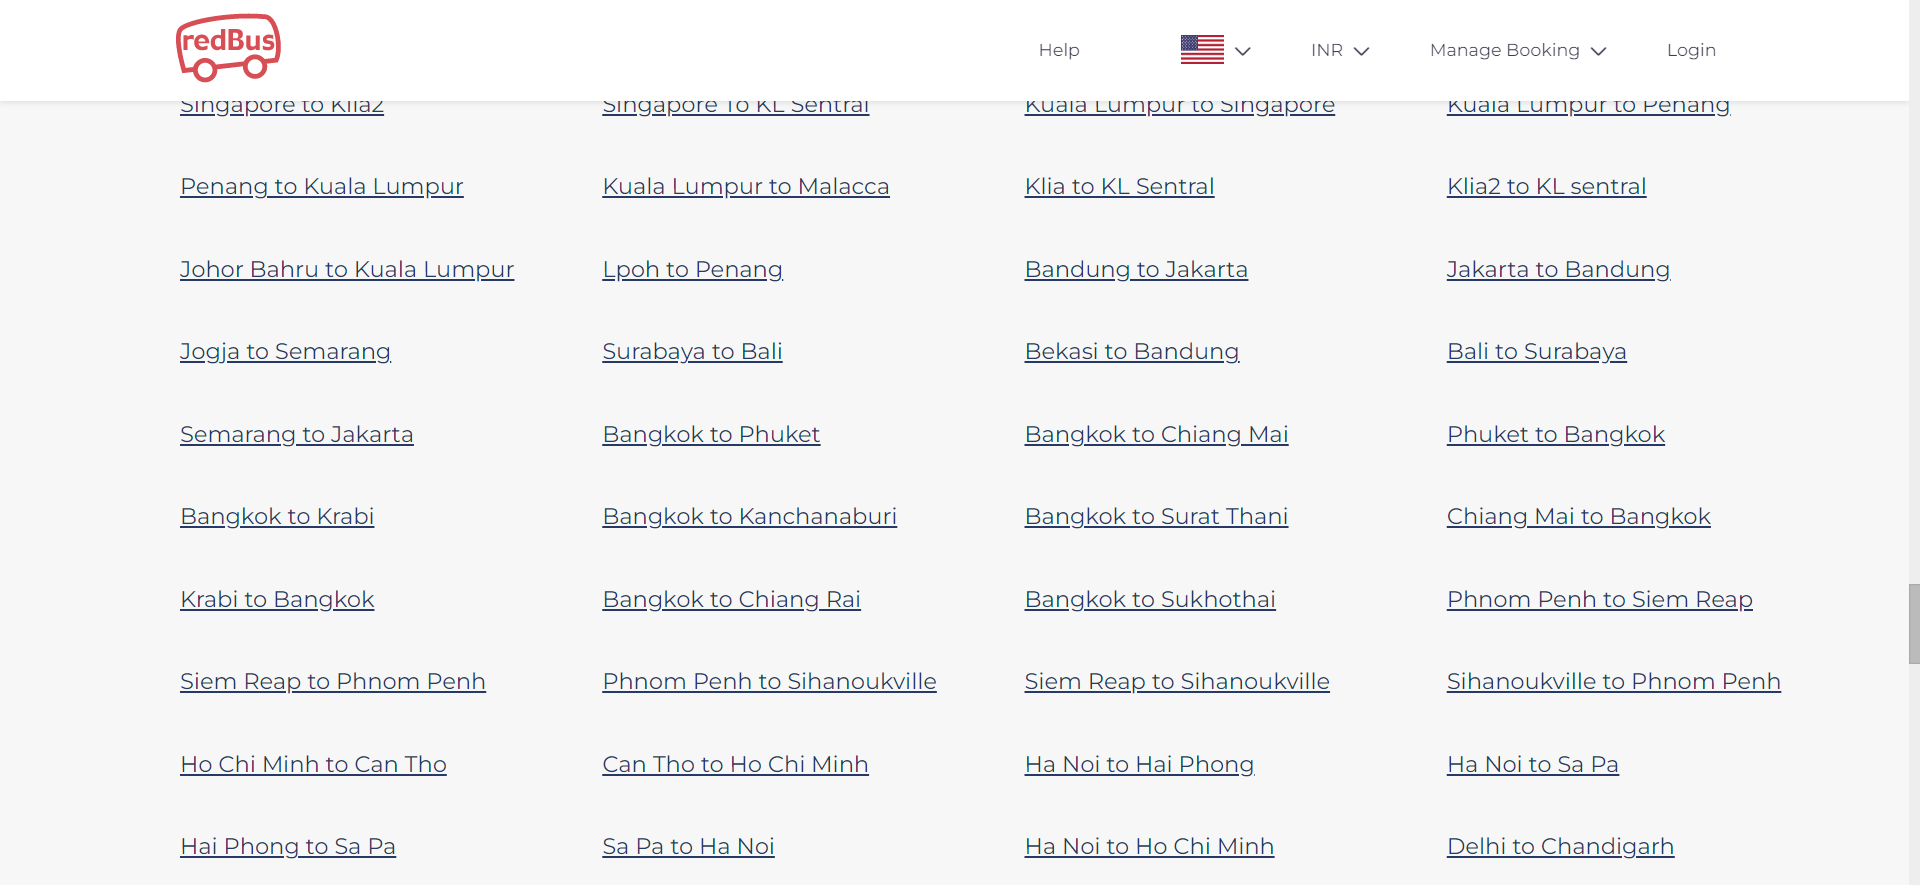 redBus
Help
INR
Manage Booking
Login
Singapore to Klia2
Singapore To KL Sentral
Kuala Lumpur to Singapore
Kuala Lumpur to Penang
Penang to Kuala Lumpur
Kuala Lumpur to Malacca
Klia to KL Sentral
Klia2 to KL sentral
Johor Bahru to Kuala Lumpur
Lpoh to Penang
Bandung to Jakarta
Jakarta to Bandung
Jogja to Semarang
Surabaya to Bali
Bekasi to Bandung
Bali to Surabaya
Semarang to Jakarta
Bangkok to Phuket
Bangkok to Chiang Mai
Phuket to Bangkok
Bangkok to Krabi
Bangkok to Kanchanaburi
Bangkok to Surat Thani
Chiang Mai to Bangkok
Krabi to Bangkok
Bangkok to Chiang Rai
Bangkok to Sukhothai
Phnom Penh to Siem Reap
Siem Reap to Phnom Penh
Phnom Penh to Sihanoukville
Siem Reap to Sihanoukville
Sihanoukville to Phnom Penh
Ho Chi Minh to Can Tho
Can Tho to Ho Chi Minh
Ha Noi to Hai Phong
Ha Noi to Sa Pa
Hai Phong to Sa Pa
Sa Pa to Ha Noi
Ha Noi to Ho Chi Minh
Delhi to Chandigarh